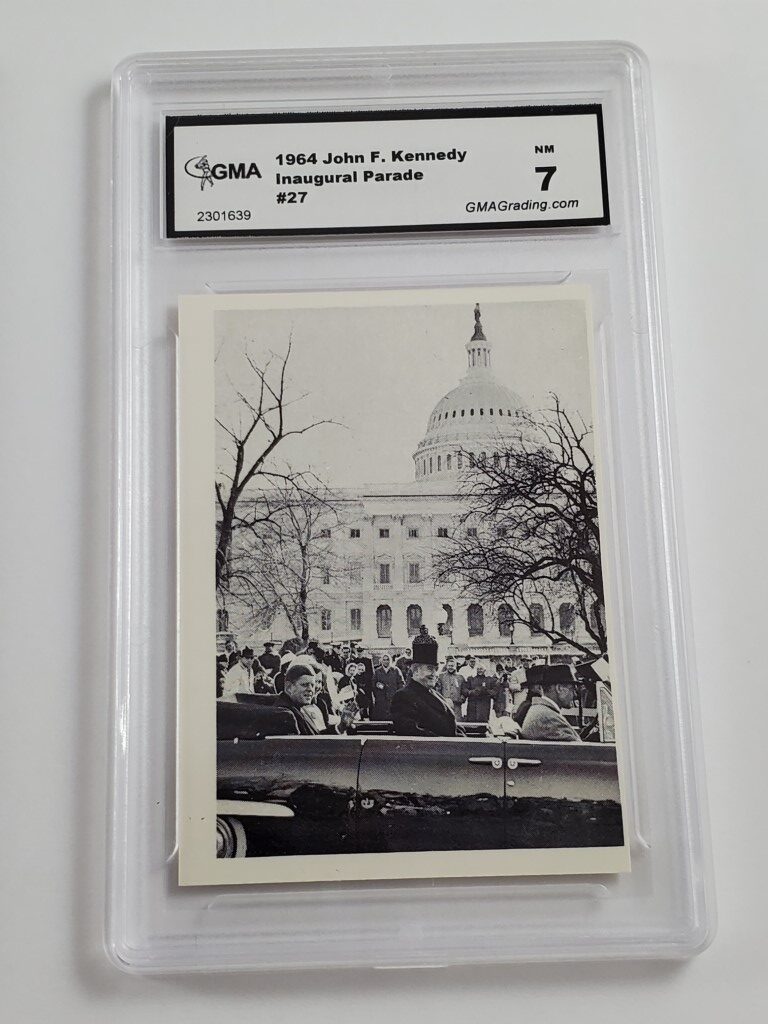 GMA
1964 John F. Kennedy
Inaugural Parade
#27
2301639
NM
7
GMAGrading.com